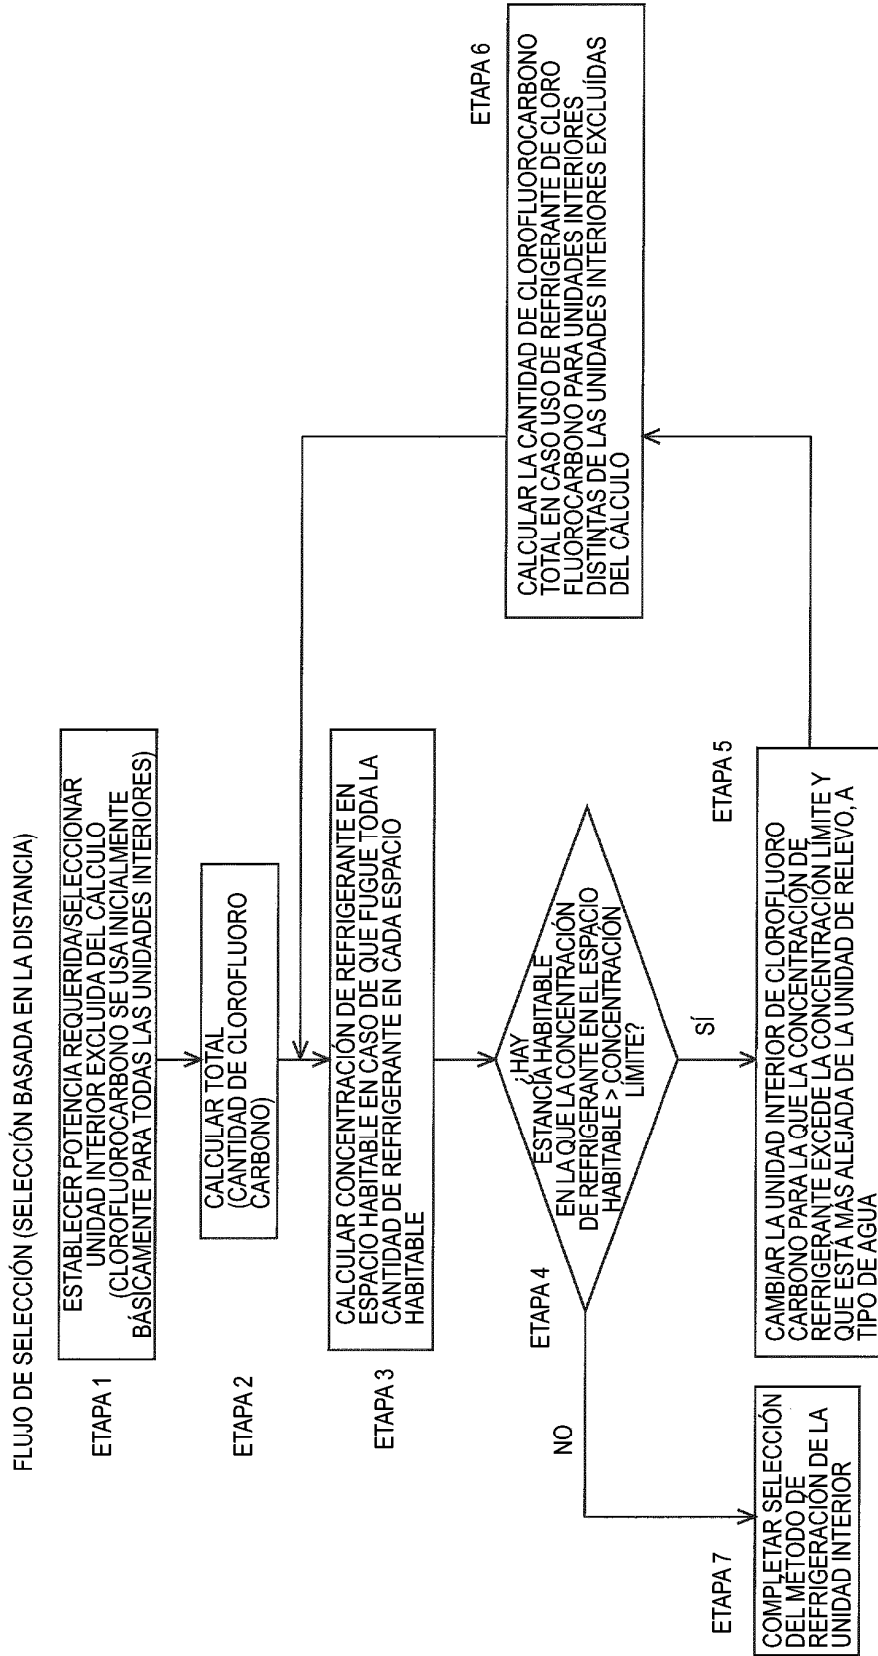 FLUJO DE SELECCIÓN (SELECCIÓN BASADA EN LA DISTANCIA)
ETAPA 1
ESTABLECER POTENCIA REQUERIDA/SELECCIONAR
UNIDAD INTERIOR EXCLUIDA DEL CÁLCULO
(CLOROFLUOROCARBONO SE USA INICIALMENTE
BÁSICAMENTE PARA TODAS LAS UNIDADES INTERIORES)
ETAPA 2
CALCULAR TOTAL
(CANTIDAD DE CLOROFLUORO
CARBONO)
ETAPA 3
CALCULAR CONCENTRACIÓN DE REFRIGERANTE EN
ESPACIO HABITABLE EN CASO DE QUE FUGUE TODA LA
CANTIDAD DE REFRIGERANTE EN CADA ESPACIO
HABITABLE
ETAPA 4
¿HAY
ESTANCÍA HABITABLE
EN LA QUE LA CONCENTRACIÓN
DE REFRIGERANTE EN EL ESPACIO
HABITABLE > CONCENTRACIÓN
LÍMITE?
NO
SÍ
ETAPA 5
CAMBIAR LA UNIDAD INTERIOR DE CLOROFLUORO
CARBONO PARA LA QUE LA CONCENTRACIÓN DE
REFRIGERANTE EXCEDE LA CONCENTRACIÓN LÍMITE Y
QUE ESTÁ MÁS ALEJADA DE LA UNIDAD DE RELEVO, A
TIPO DE AGUA
ETAPA 6
CALCULAR LA CANTIDAD DE CLOROFLUOROCARBONO
TOTAL EN CASO USO DE REFRIGERANTE DE CLORO
FLUOROCARBONO PARA UNIDADES INTERIORES
DISTINTAS DE LAS UNIDADES INTERIORES EXCLUÍDAS
DEL CÁLCULO
ETAPA 7
COMPLETAR SELECCIÓN
DEL MÉTODO DE
REFRIGERACIÓN DE LA
UNIDAD INTERIOR